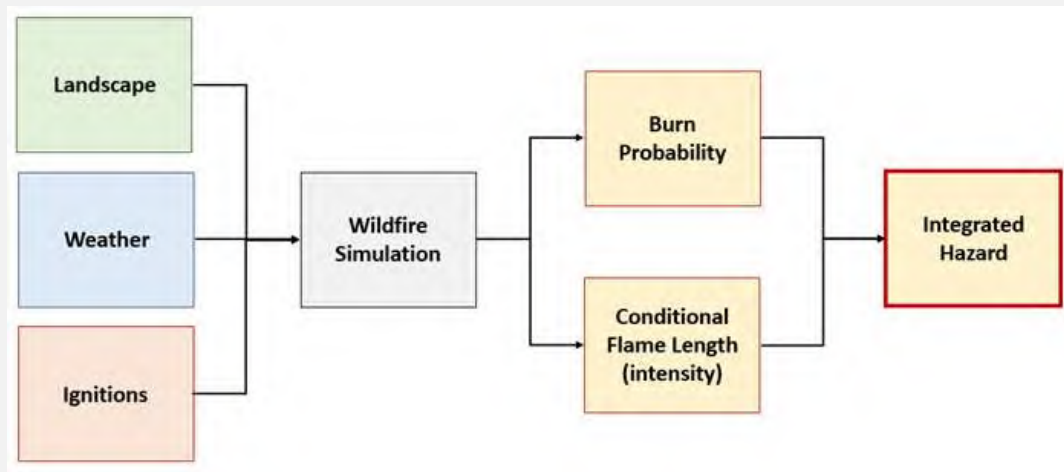 Landscape
Weather
Ignitions
Wildfire
Simulation
Burn
Probability
Conditional
Flame Length
(intensity)
Integrated
Hazard